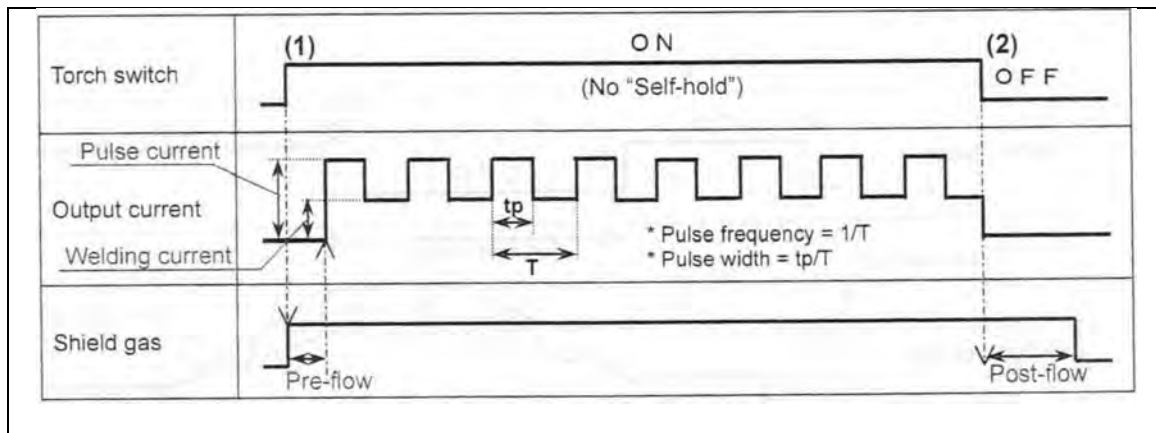 Torch switch
(1)
ON
(2)
(No "Self-hold")
OFF
Pulse current
Output current
Welding current
tp
T
* Pulse frequency = 1/T
* Pulse width = tp/T
Shield gas
Pre-flow
Post-flow